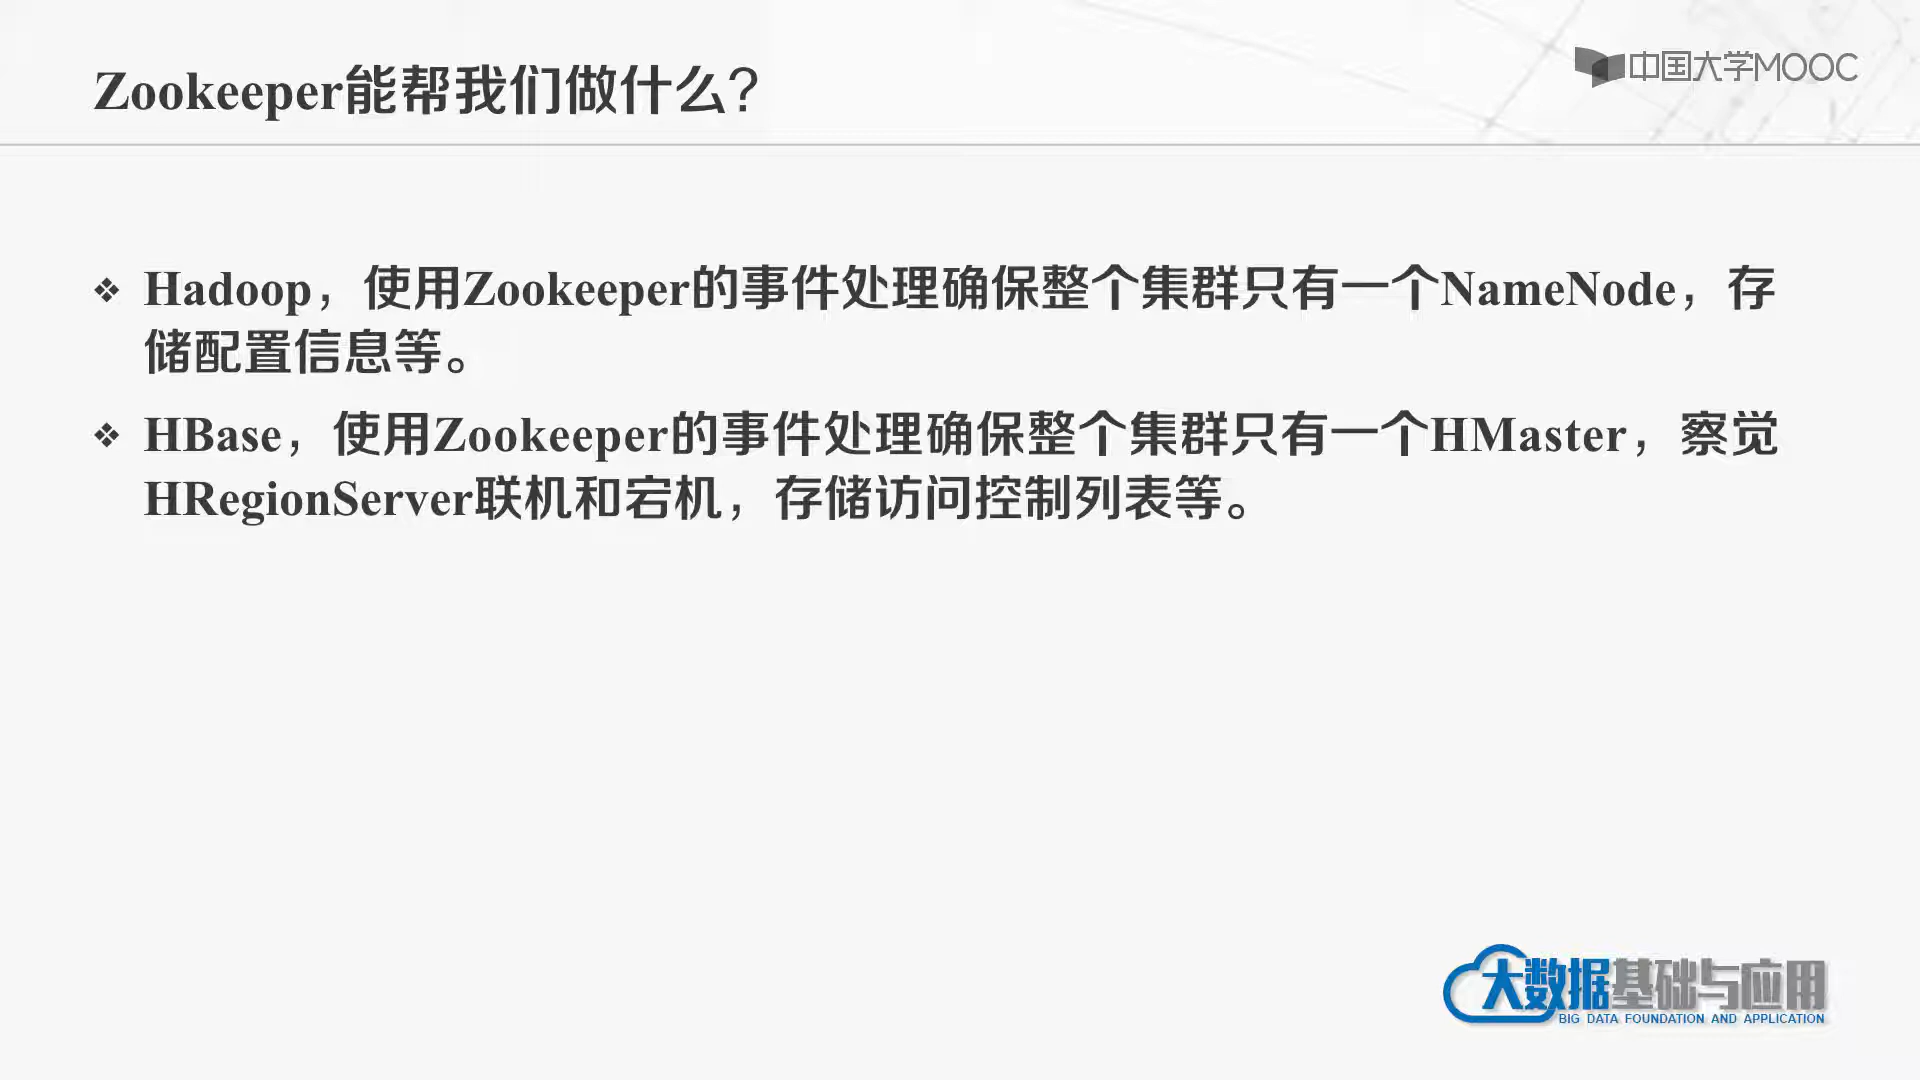 Zookeeper能帮我们做什么?
中国大学MOOC
❖ Hadoop，使用Zookeeper的事件处理确保整个集群只有一个NameNode，存
储配置信息等。
❖ HBase，使用Zookeeper的事件处理确保整个集群只有一个HMaster，察觉
HRegionServer联机和宕机，存储访问控制列表等。
大数据基础与应用
BIG DATA FOUNDATION AND APPLICATION